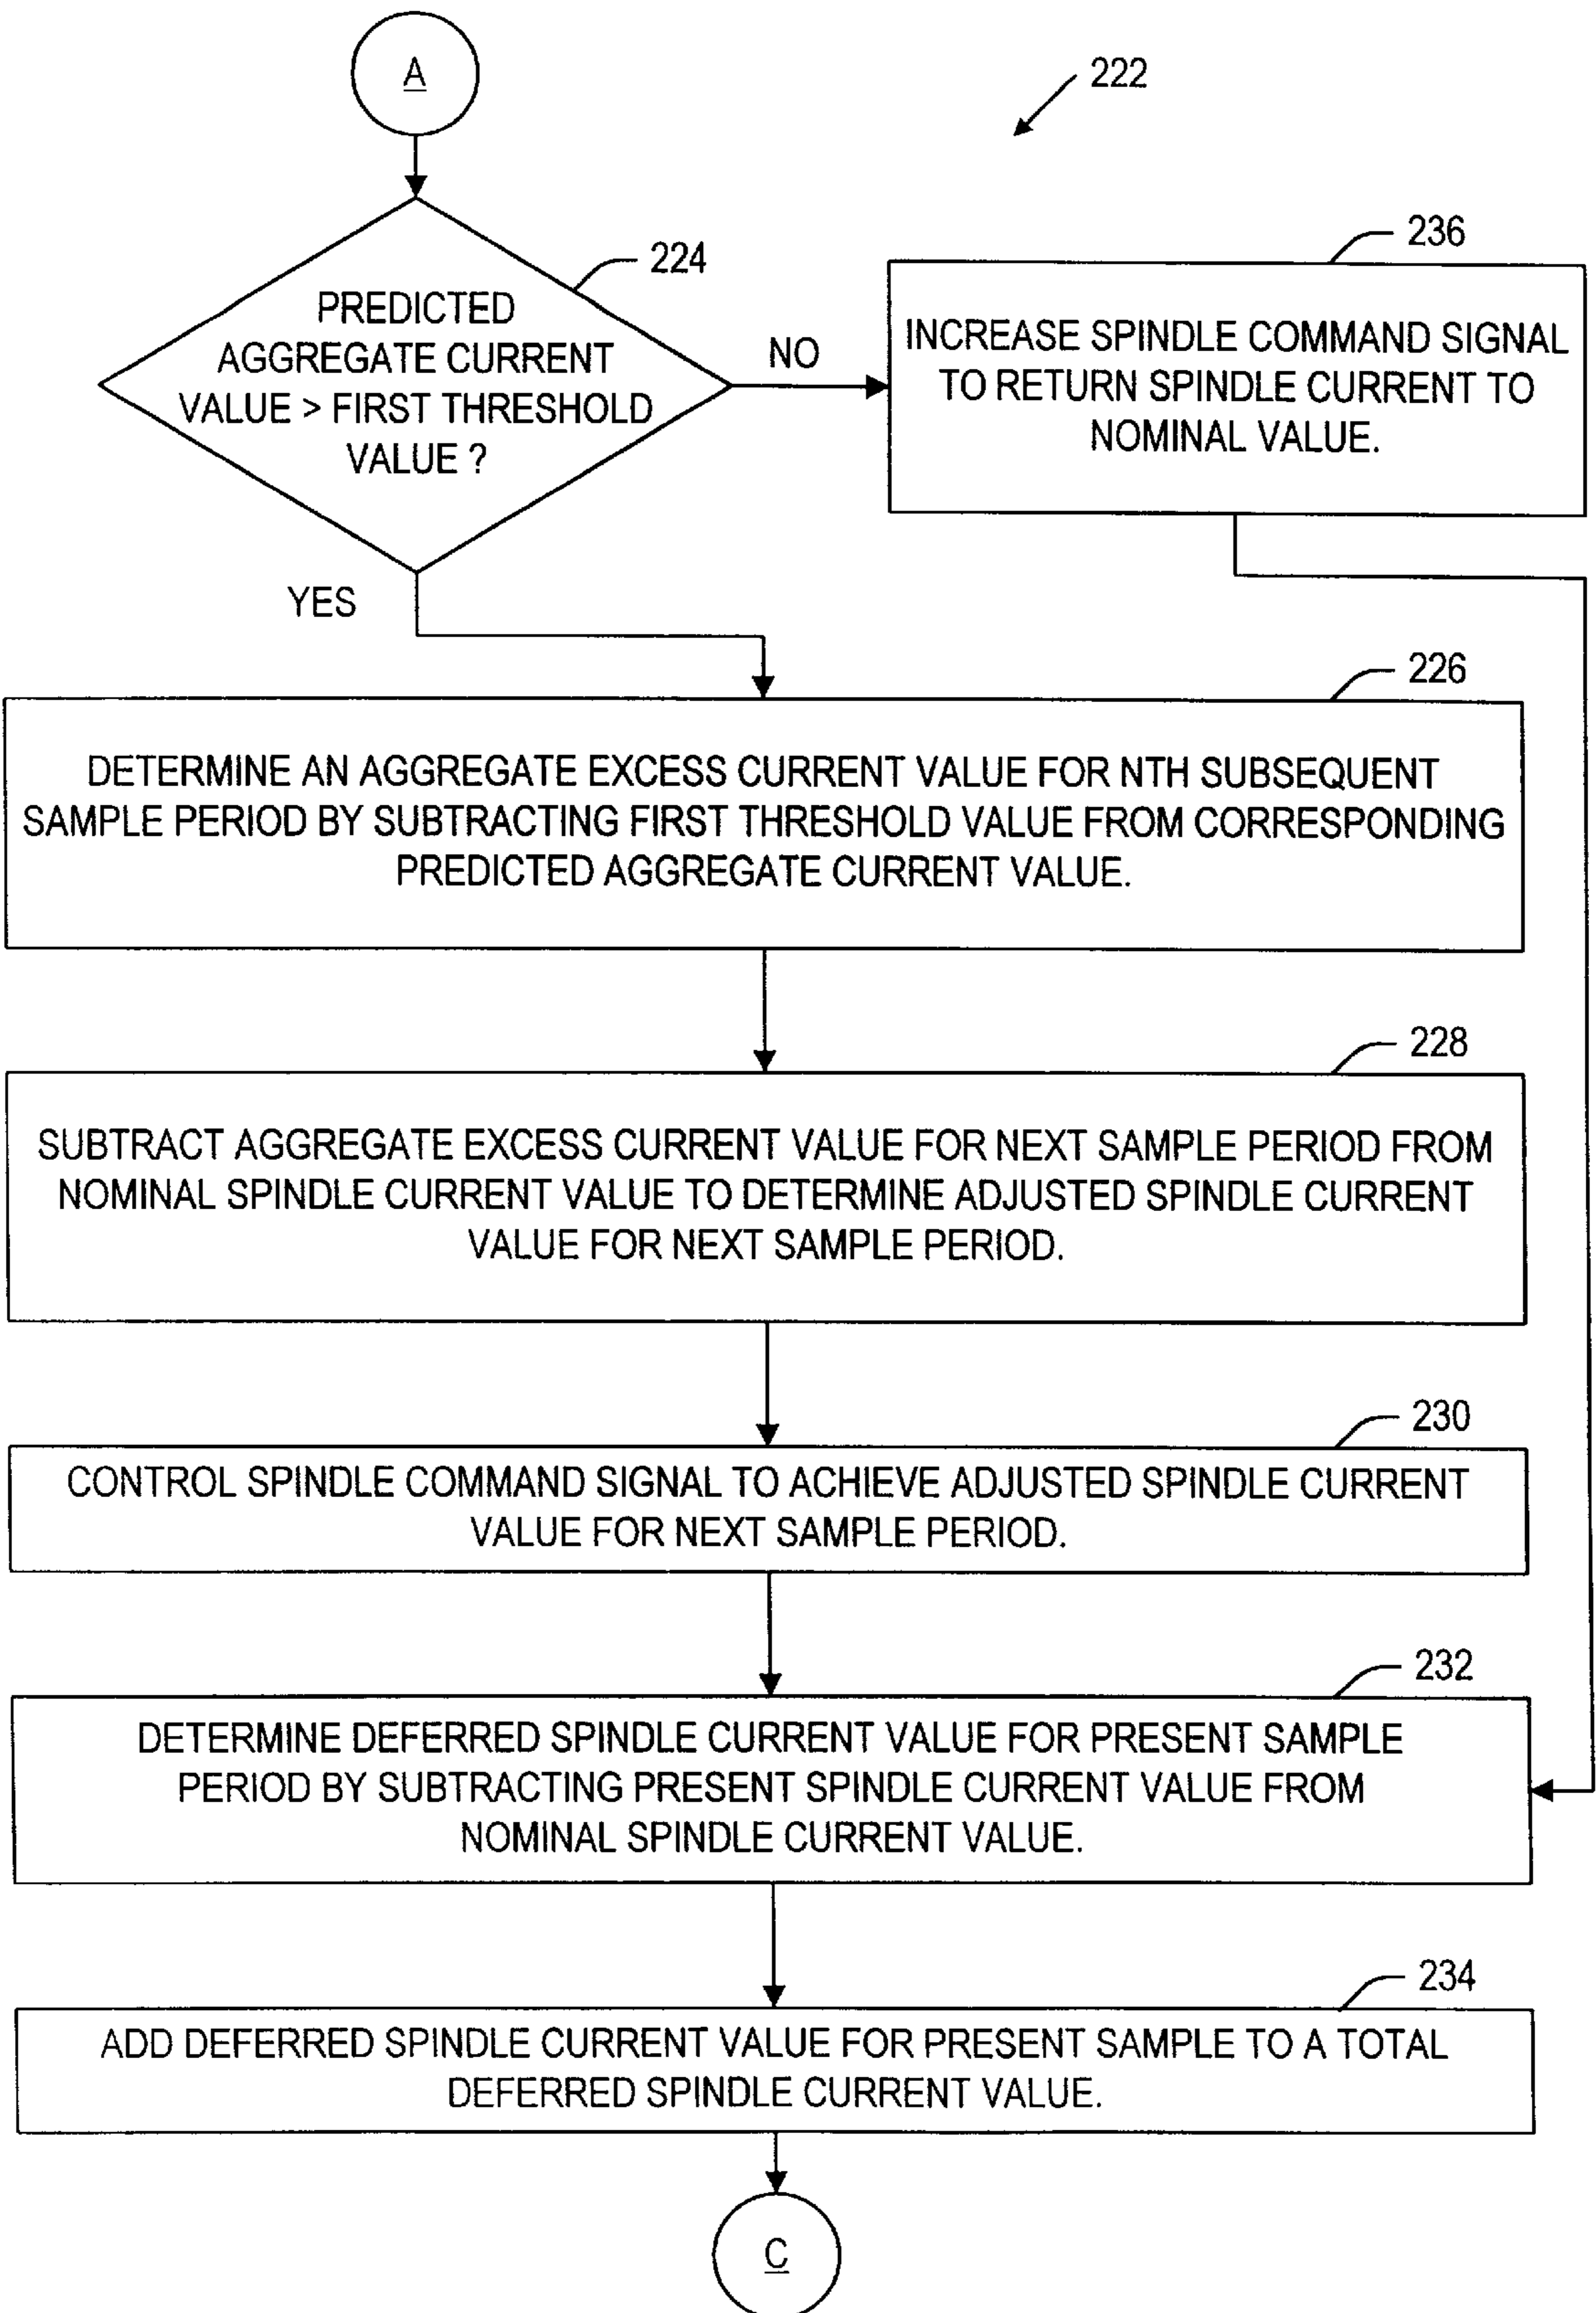 A
222
224
PREDICTED
AGGREGATE CURRENT
VALUE > FIRST THRESHOLD
VALUE ?
NO
YES
236
INCREASE SPINDLE COMMAND SIGNAL
TO RETURN SPINDLE CURRENT TO
NOMINAL VALUE.
226
DETERMINE AN AGGREGATE EXCESS CURRENT VALUE FOR NTH SUBSEQUENT
SAMPLE PERIOD BY SUBTRACTING FIRST THRESHOLD VALUE FROM CORRESPONDING
PREDICTED AGGREGATE CURRENT VALUE.
228
SUBTRACT AGGREGATE EXCESS CURRENT VALUE FOR NEXT SAMPLE PERIOD FROM
NOMINAL SPINDLE CURRENT VALUE TO DETERMINE ADJUSTED SPINDLE CURRENT
VALUE FOR NEXT SAMPLE PERIOD.
230
CONTROL SPINDLE COMMAND SIGNAL TO ACHIEVE ADJUSTED SPINDLE CURRENT
VALUE FOR NEXT SAMPLE PERIOD.
232
DETERMINE DEFERRED SPINDLE CURRENT VALUE FOR PRESENT SAMPLE
PERIOD BY SUBTRACTING PRESENT SPINDLE CURRENT VALUE FROM
NOMINAL SPINDLE CURRENT VALUE.
234
ADD DEFERRED SPINDLE CURRENT VALUE FOR PRESENT SAMPLE TO A TOTAL
DEFERRED SPINDLE CURRENT VALUE.
C